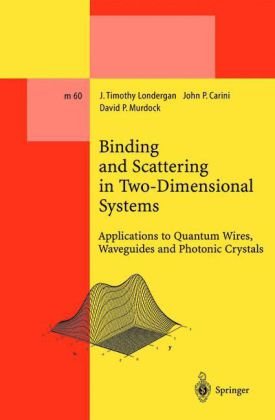 m 60
J. Timothy Londergan John P. Carini
David P. Murdock
Binding
and Scattering
in Two-Dimensional
Systems
Applications to Quantum Wires,
Waveguides and Photonic Crystals
x
y
Springer